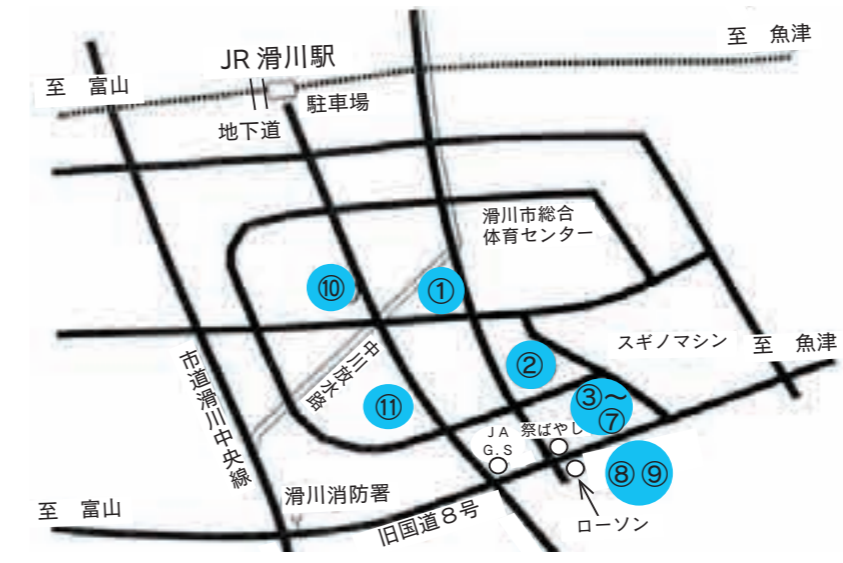 至 魚津
JR 滑川駅
至 富山
駐車場
地下道
滑川市総合
体育センター
⑩
①
スギノマシン
至 魚津
中川放水路
市道滑川中央線
②
③～
⑦
⑪
JA
G.S
祭ばやし
⑧⑨
滑川消防署
至 富山
旧国道8号
ローソン